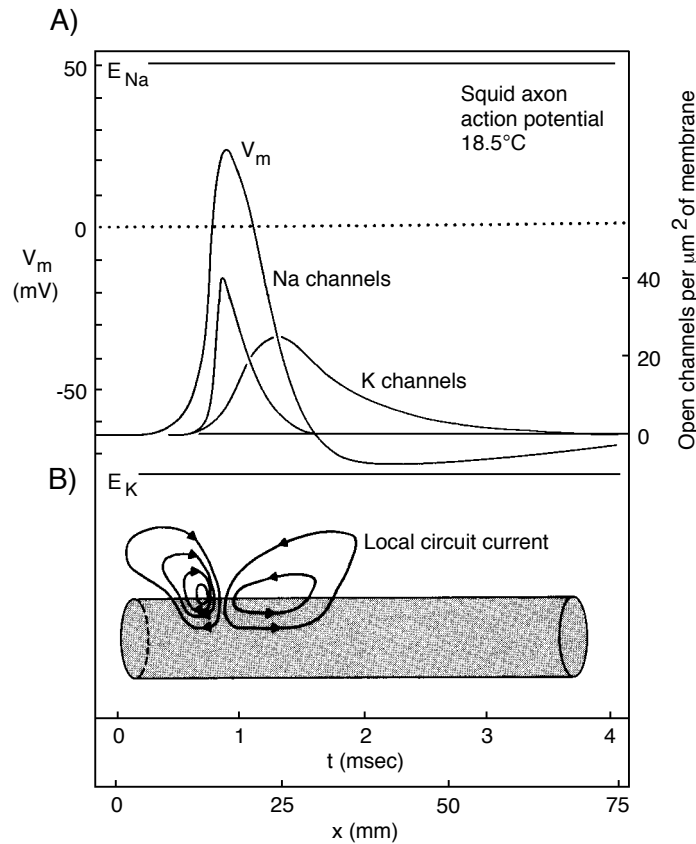 A)
50
E Na
Squid axon
action potential
18.5°C
V m
0
V m
(mV)
Na channels
40
20
0
Open channels per µm 2 of membrane
K channels
-50
B)
E K
Local circuit current
0 1 2 3 4
t (msec)
0 25 50 75
x (mm)